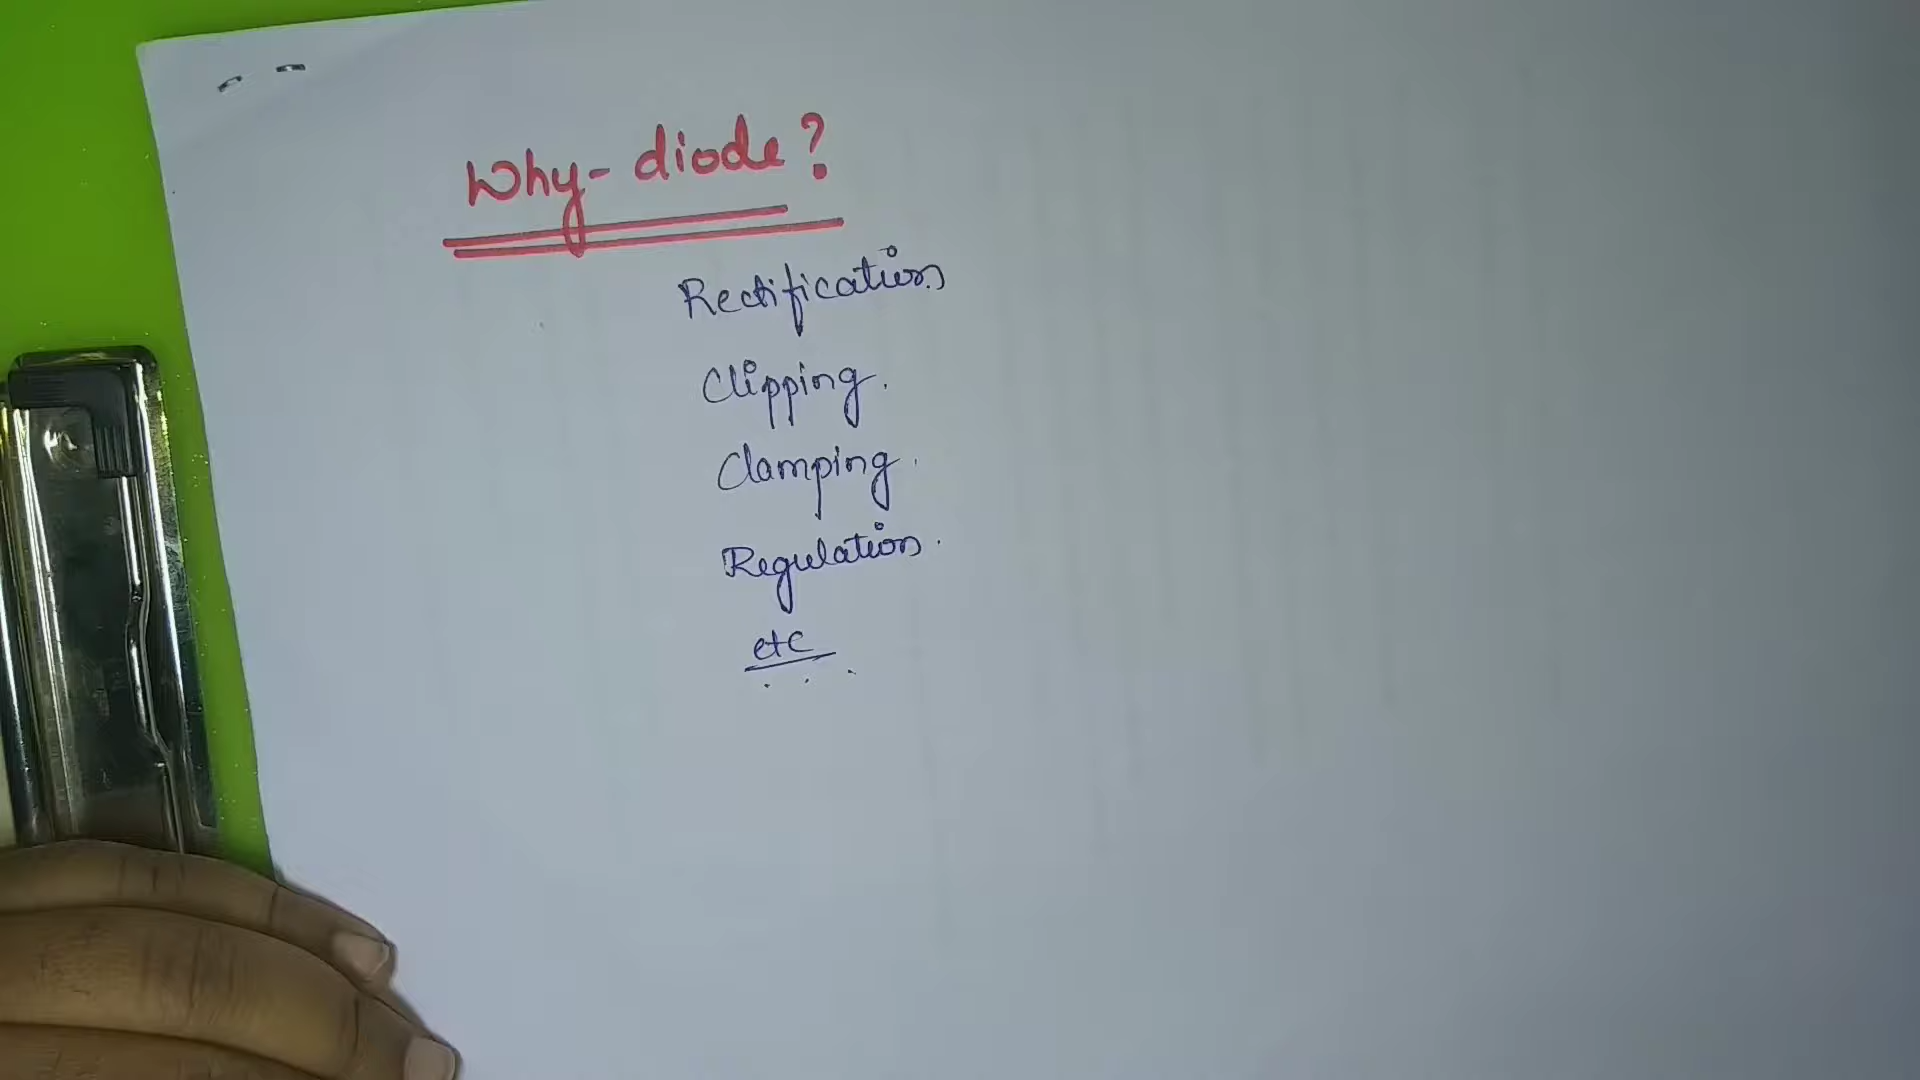 Why- diode?
Rectification
Clipping.
Clamping.
Regulation.
etc
...